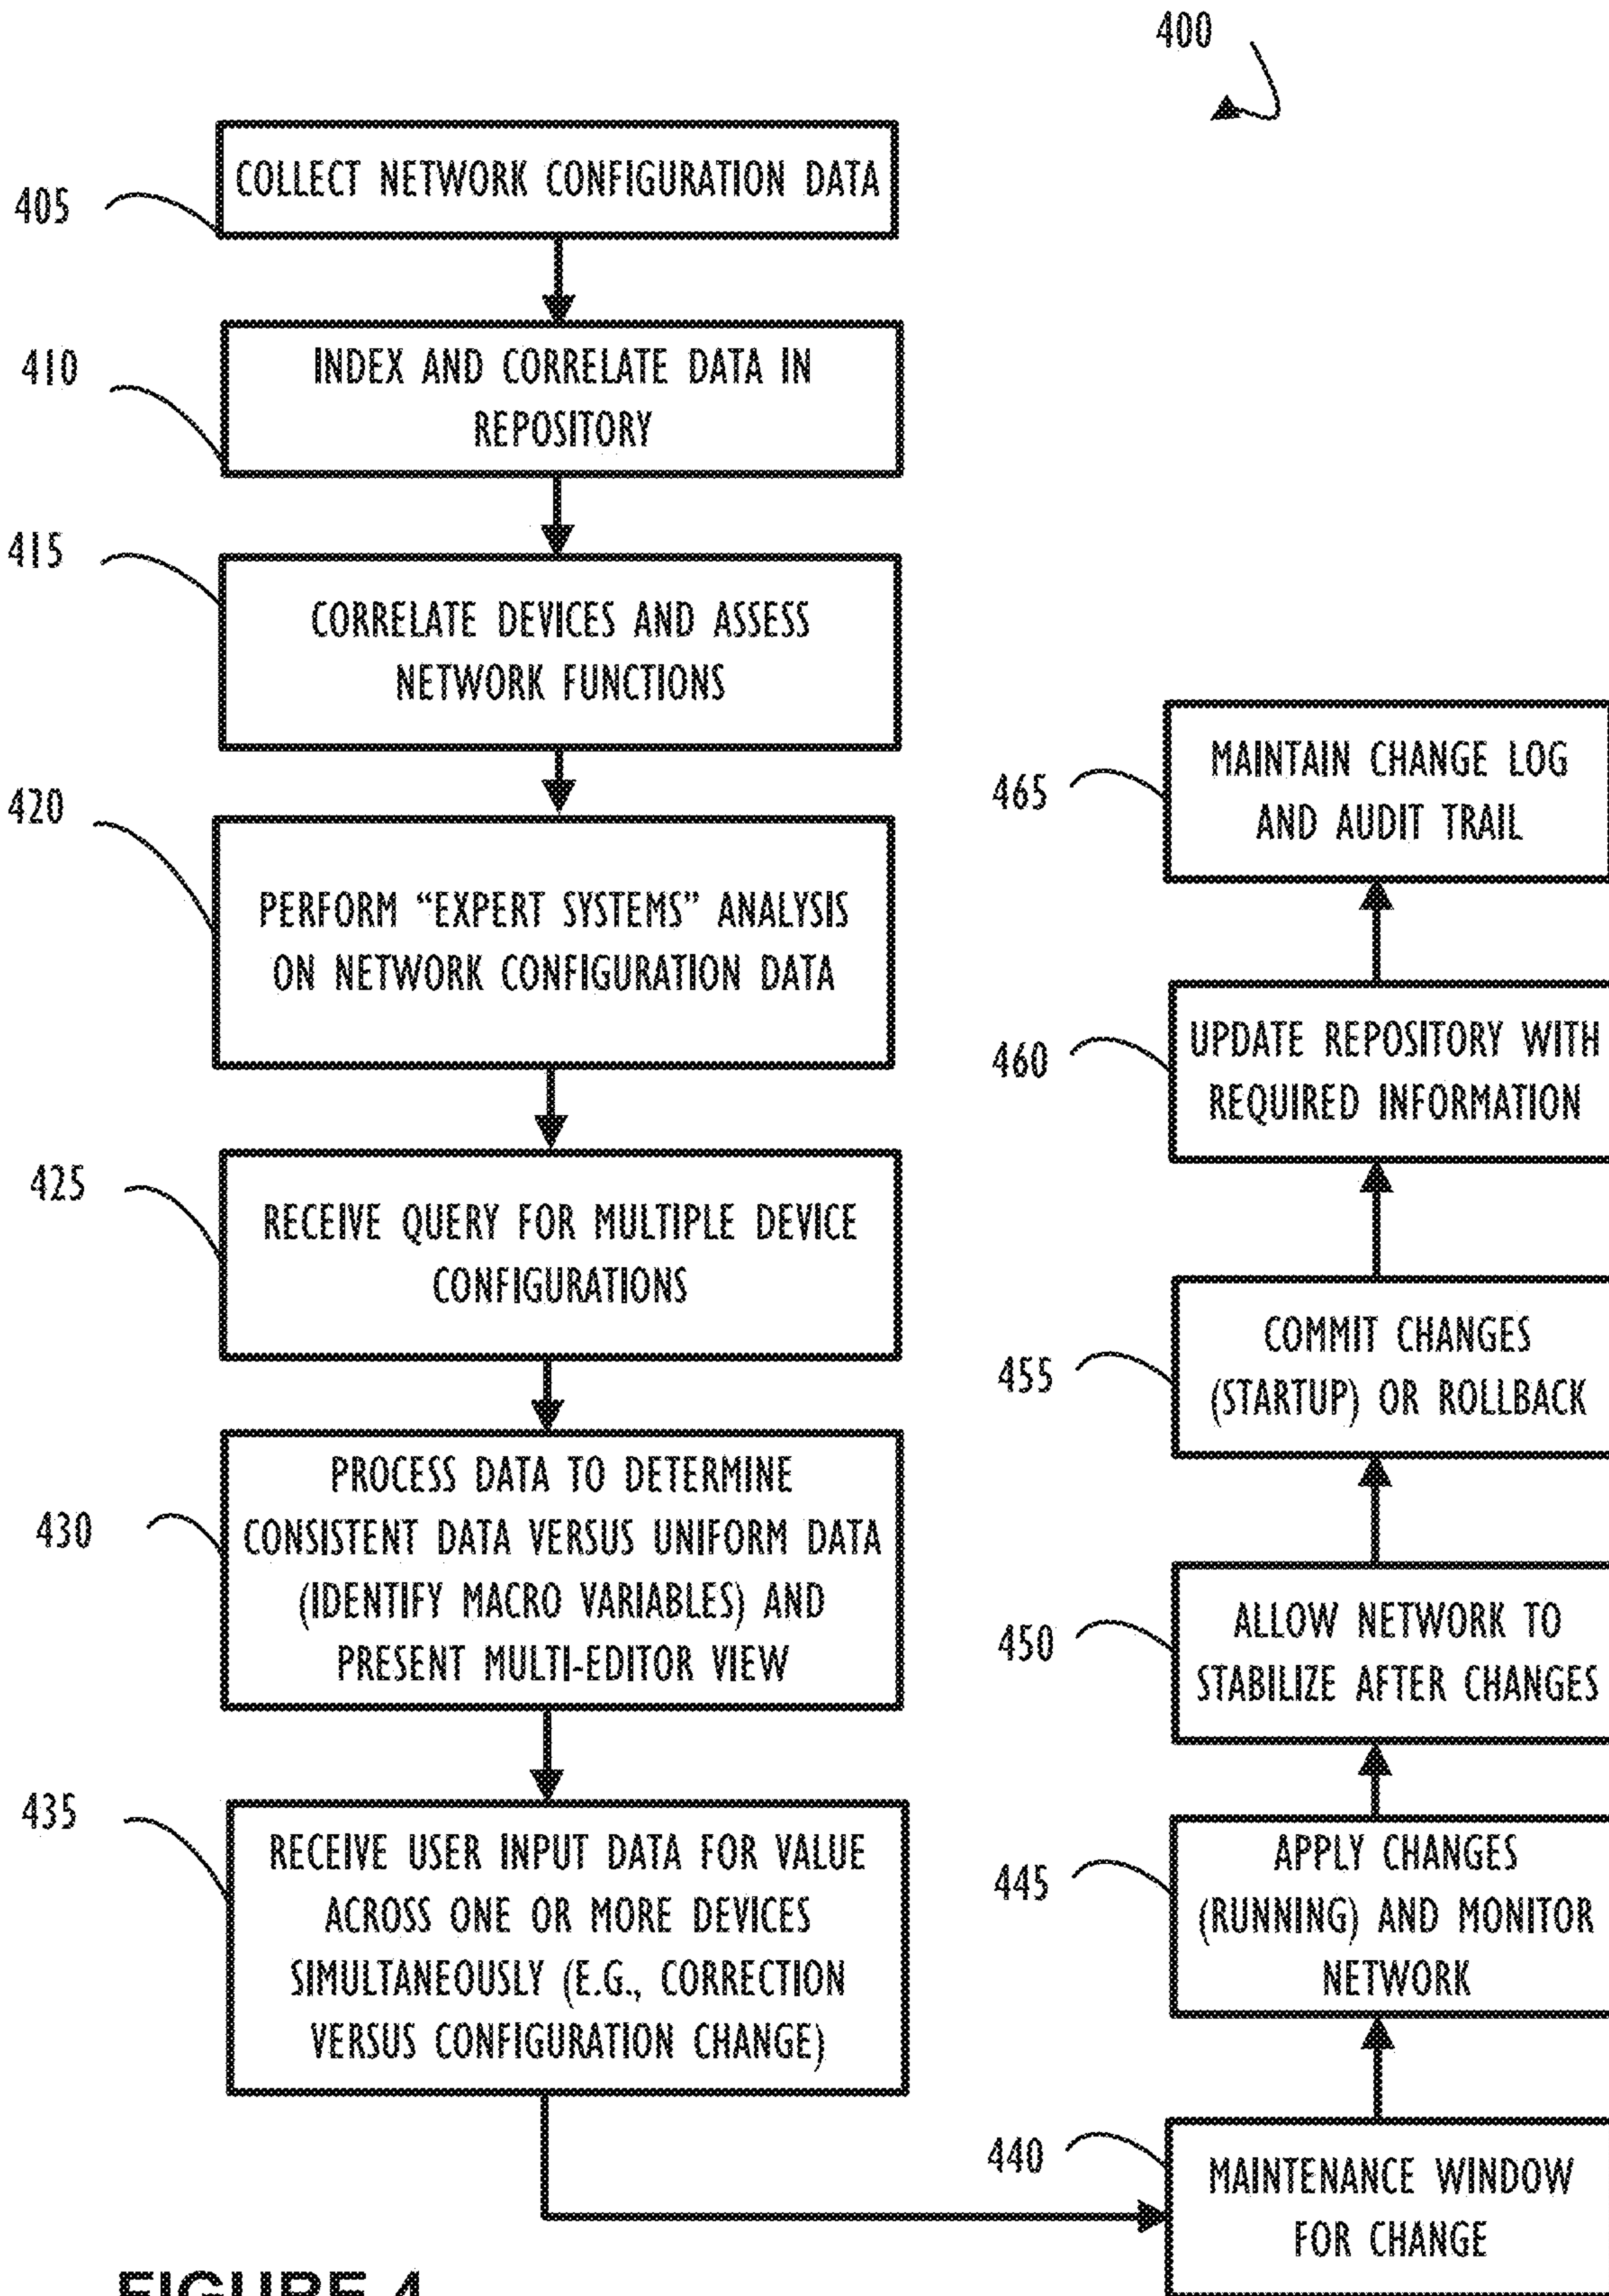 400
405
COLLECT NETWORK CONFIGURATION DATA
410
INDEX AND CORRELATE DATA IN
REPOSITORY
415
CORRELATE DEVICES AND ASSESS
NETWORK FUNCTIONS
420
PERFORM “EXPERT SYSTEMS” ANALYSIS
ON NETWORK CONFIGURATION DATA
425
RECEIVE QUERY FOR MULTIPLE DEVICE
CONFIGURATIONS
430
PROCESS DATA TO DETERMINE
CONSISTENT DATA VERSUS UNIFORM DATA
(IDENTIFY MACRO VARIABLES) AND
PRESENT MULTI-EDITOR VIEW
435
RECEIVE USER INPUT DATA FOR VALUE
ACROSS ONE OR MORE DEVICES
SIMULTANEOUSLY (E.G., CORRECTION
VERSUS CONFIGURATION CHANGE)
465
MAINTAIN CHANGE LOG
AND AUDIT TRAIL
460
UPDATE REPOSITORY WITH
REQUIRED INFORMATION
455
COMMIT CHANGES
(STARTUP) OR ROLLBACK
450
ALLOW NETWORK TO
STABILIZE AFTER CHANGES
445
APPLY CHANGES
(RUNNING) AND MONITOR
NETWORK
440
MAINTENANCE WINDOW
FOR CHANGE
FIGURE 4